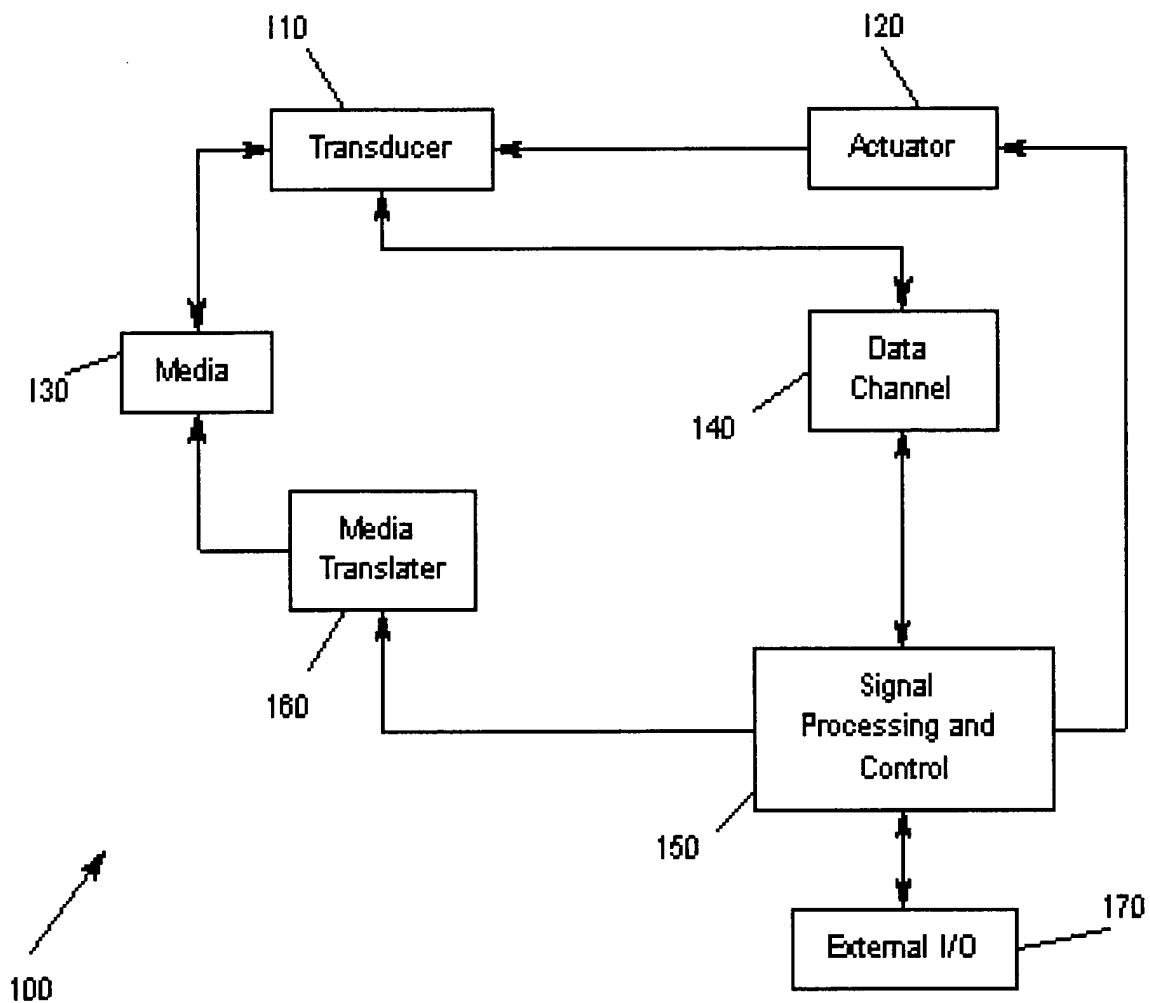 110
120
Transducer
Actuator
Media
130
Data
Channel
140
Media
Translater
160
Signal
Processing and
Control
150
170
External I/O
100